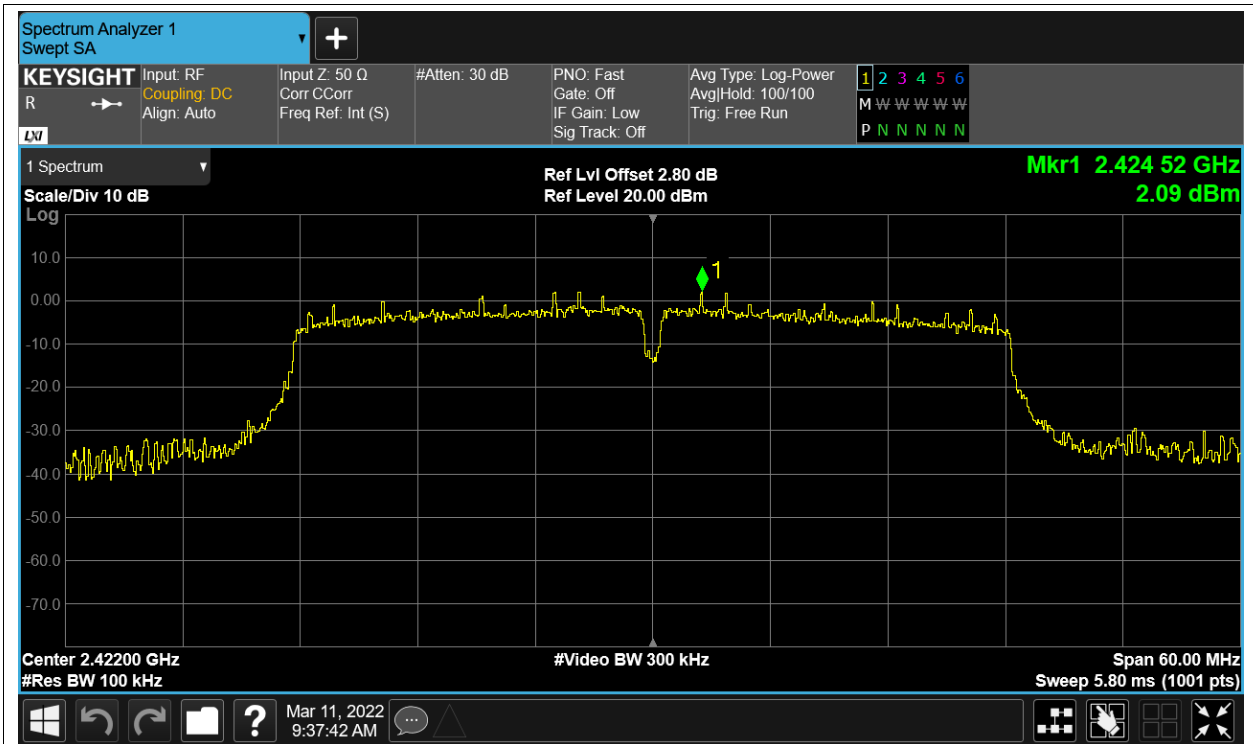 Spectrum Analyzer 1
Swept SA
+
KEYSIGHT
R
LXI
Input: RF
Coupling: DC
Align: Auto
Input Z: 50 Ω
Corr CCorr
Freq Ref: Int (S)
#Atten: 30 dB
PNO: Fast
Gate: Off
IF Gain: Low
Sig Track: Off
Avg Type: Log-Power
Avg|Hold: 100/100
Trig: Free Run
1 2 3 4 5 6
M W W W W W
P N N N N N
1 Spectrum
Scale/Div 10 dB
Log
Ref Lvl Offset 2.80 dB
Ref Level 20.00 dBm
Mkr1 2.424 52 GHz
2.09 dBm
1
10.0
0.00
-10.0
-20.0
-30.0
-40.0
-50.0
-60.0
-70.0
Center 2.42200 GHz
#Res BW 100 kHz
#Video BW 300 kHz
Span 60.00 MHz
Sweep 5.80 ms (1001 pts)
?
Mar 11, 2022
9:37:42 AM